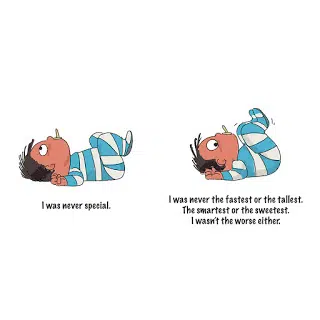 I was never special.
I was never the fastest or the tallest.
The smartest or the sweetest.
I wasn't the worse either.